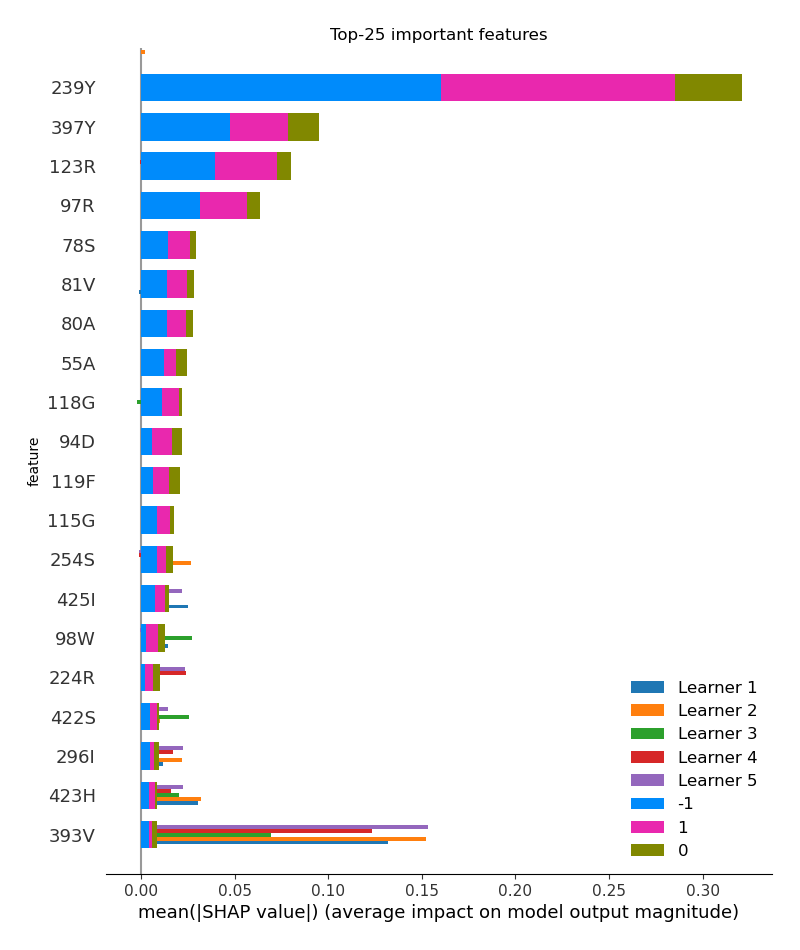 Top-25 important features
239Y
397Y
123R
97R
78S
81V
80A
55A
118G
94D
119F
115G
254S
425I
98W
224R
422S
296I
423H
393V
feature
Learner 1
Learner 2
Learner 3
Learner 4
Learner 5
-1
1
0
0.00 0.05 0.10 0.15 0.20 0.25 0.30
mean(|SHAP value|) (average impact on model output magnitude)